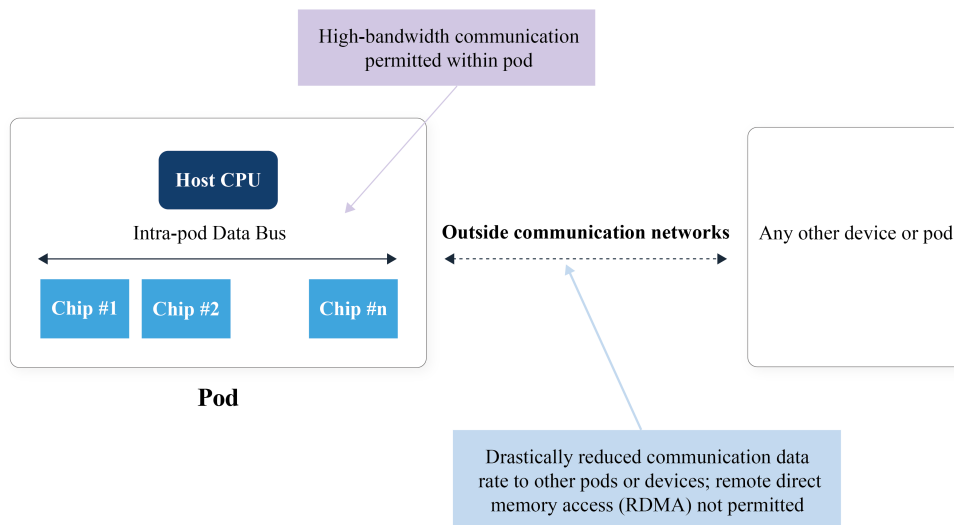 High-bandwidth communication
permitted within pod
Host CPU
Intra-pod Data Bus
Chip #1
Chip #2
Chip #n
Pod
Outside communication networks
Any other device or pod
Drastically reduced communication data
rate to other pods or devices; remote direct
memory access (RDMA) not permitted